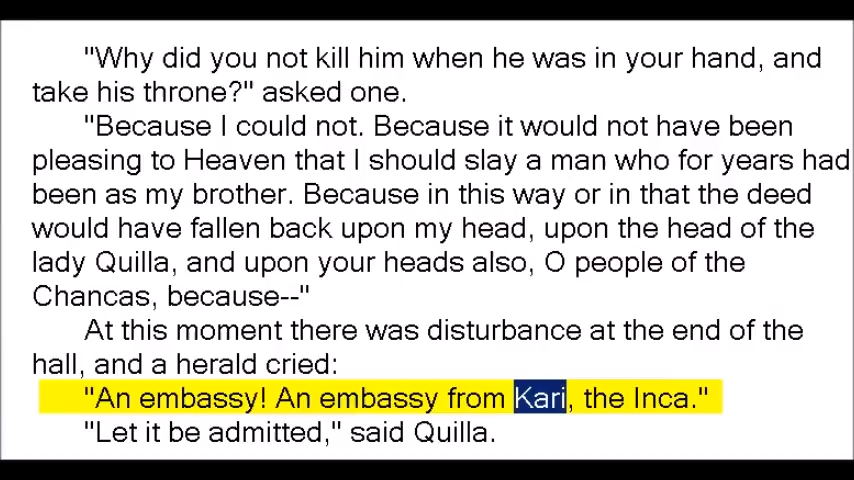 "Why did you not kill him when he was in your hand, and
take his throne?" asked one.
"Because I could not. Because it would not have been
pleasing to Heaven that I should slay a man who for years had
been as my brother. Because in this way or in that the deed
would have fallen back upon my head, upon the head of the
lady Quilla, and upon your heads also, O people of the
Chancas, because--"
At this moment there was disturbance at the end of the
hall, and a herald cried:
"An embassy! An embassy from Kari, the Inca."
"Let it be admitted," said Quilla.